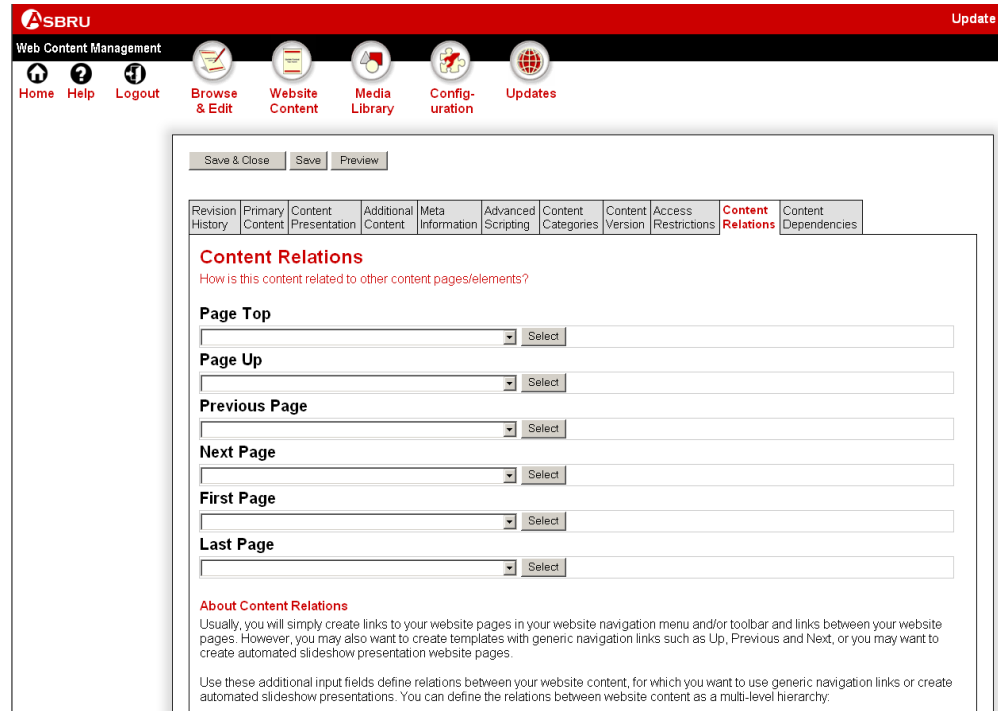 ASBRU
Update
Web Content Management
Home Help Logout
Browse & Edit
Website Content
Media Library
Config-uration
Updates
Save & Close Save Preview
Revision History
Primary Content
Content Presentation
Additional Content
Meta Information
Advanced Scripting
Content Categories
Content Version
Access Restrictions
Content Relations
Content Dependencies
Content Relations
How is this content related to other content pages/elements?
Page Top
Select
Page Up
Select
Previous Page
Select
Next Page
Select
First Page
Select
Last Page
Select
About Content Relations
Usually, you will simply create links to your website pages in your website navigation menu and/or toolbar and links between your website
pages. However, you may also want to create templates with generic navigation links such as Up, Previous and Next, or you may want to
create automated slideshow presentation website pages.
Use these additional input fields define relations between your website content, for which you want to use generic navigation links or create
automated slideshow presentations. You can define the relations between website content as a multi-level hierarchy: